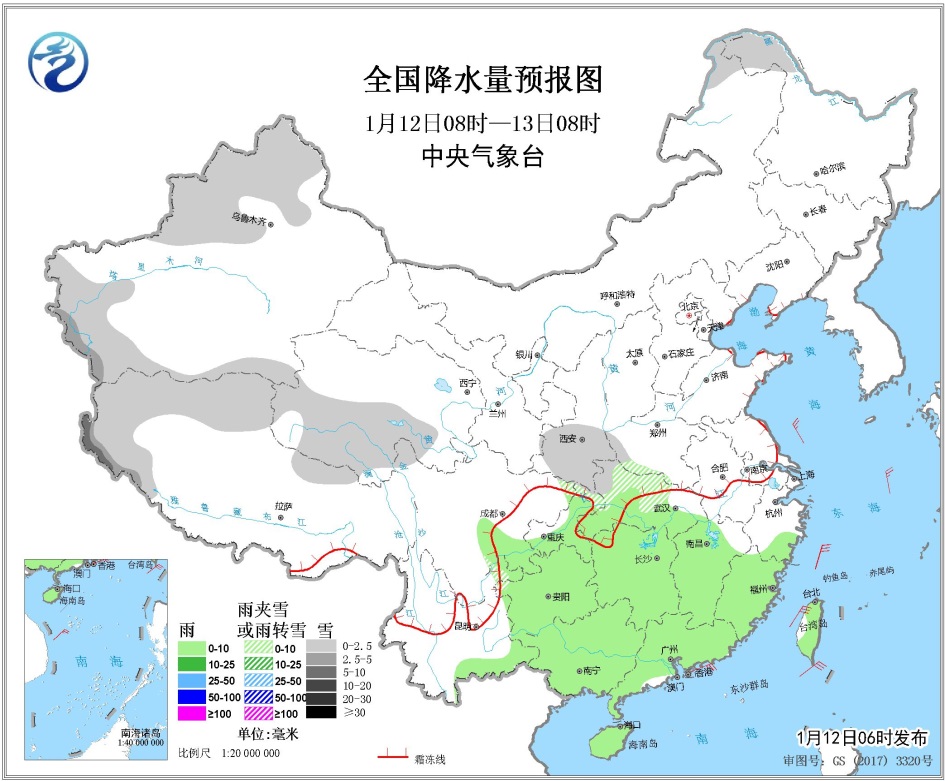 全国降水量预报图
1月12日08时—13日08时
中央气象台
黑
龙
江
哈尔滨
长春
乌鲁木齐
沈阳
塔里木河
呼和浩特
北京
天津
渤
海
黄
海
银川
太原
石家庄
黄
河
济南
西宁
河
兰州
西安
郑州
黄
金
合肥
南京
上海
雅鲁藏布江
拉萨
成都
沙
武汉
江
杭州
东海
重庆
南昌
长沙
钓鱼岛
赤尾屿
贵阳
福州
台北
江
江
昆明
台湾岛
广州
南宁
香港
澳门
东沙群岛
海口
海南岛
南海
香港
澳门
台湾岛
海口
海南岛
南海
南海诸岛
1:40 000 000
雨
雨夹雪
或雨转雪
雪
0-10
10-25
25-50
50-100
≥100
0-10
10-25
25-50
50-100
≥100
0-2.5
2.5-5
5-10
10-20
20-30
≥30
单位:毫米
比例尺 1:20 000 000
霜冻线
1月12日06时发布
审图号: GS (2017) 3320号